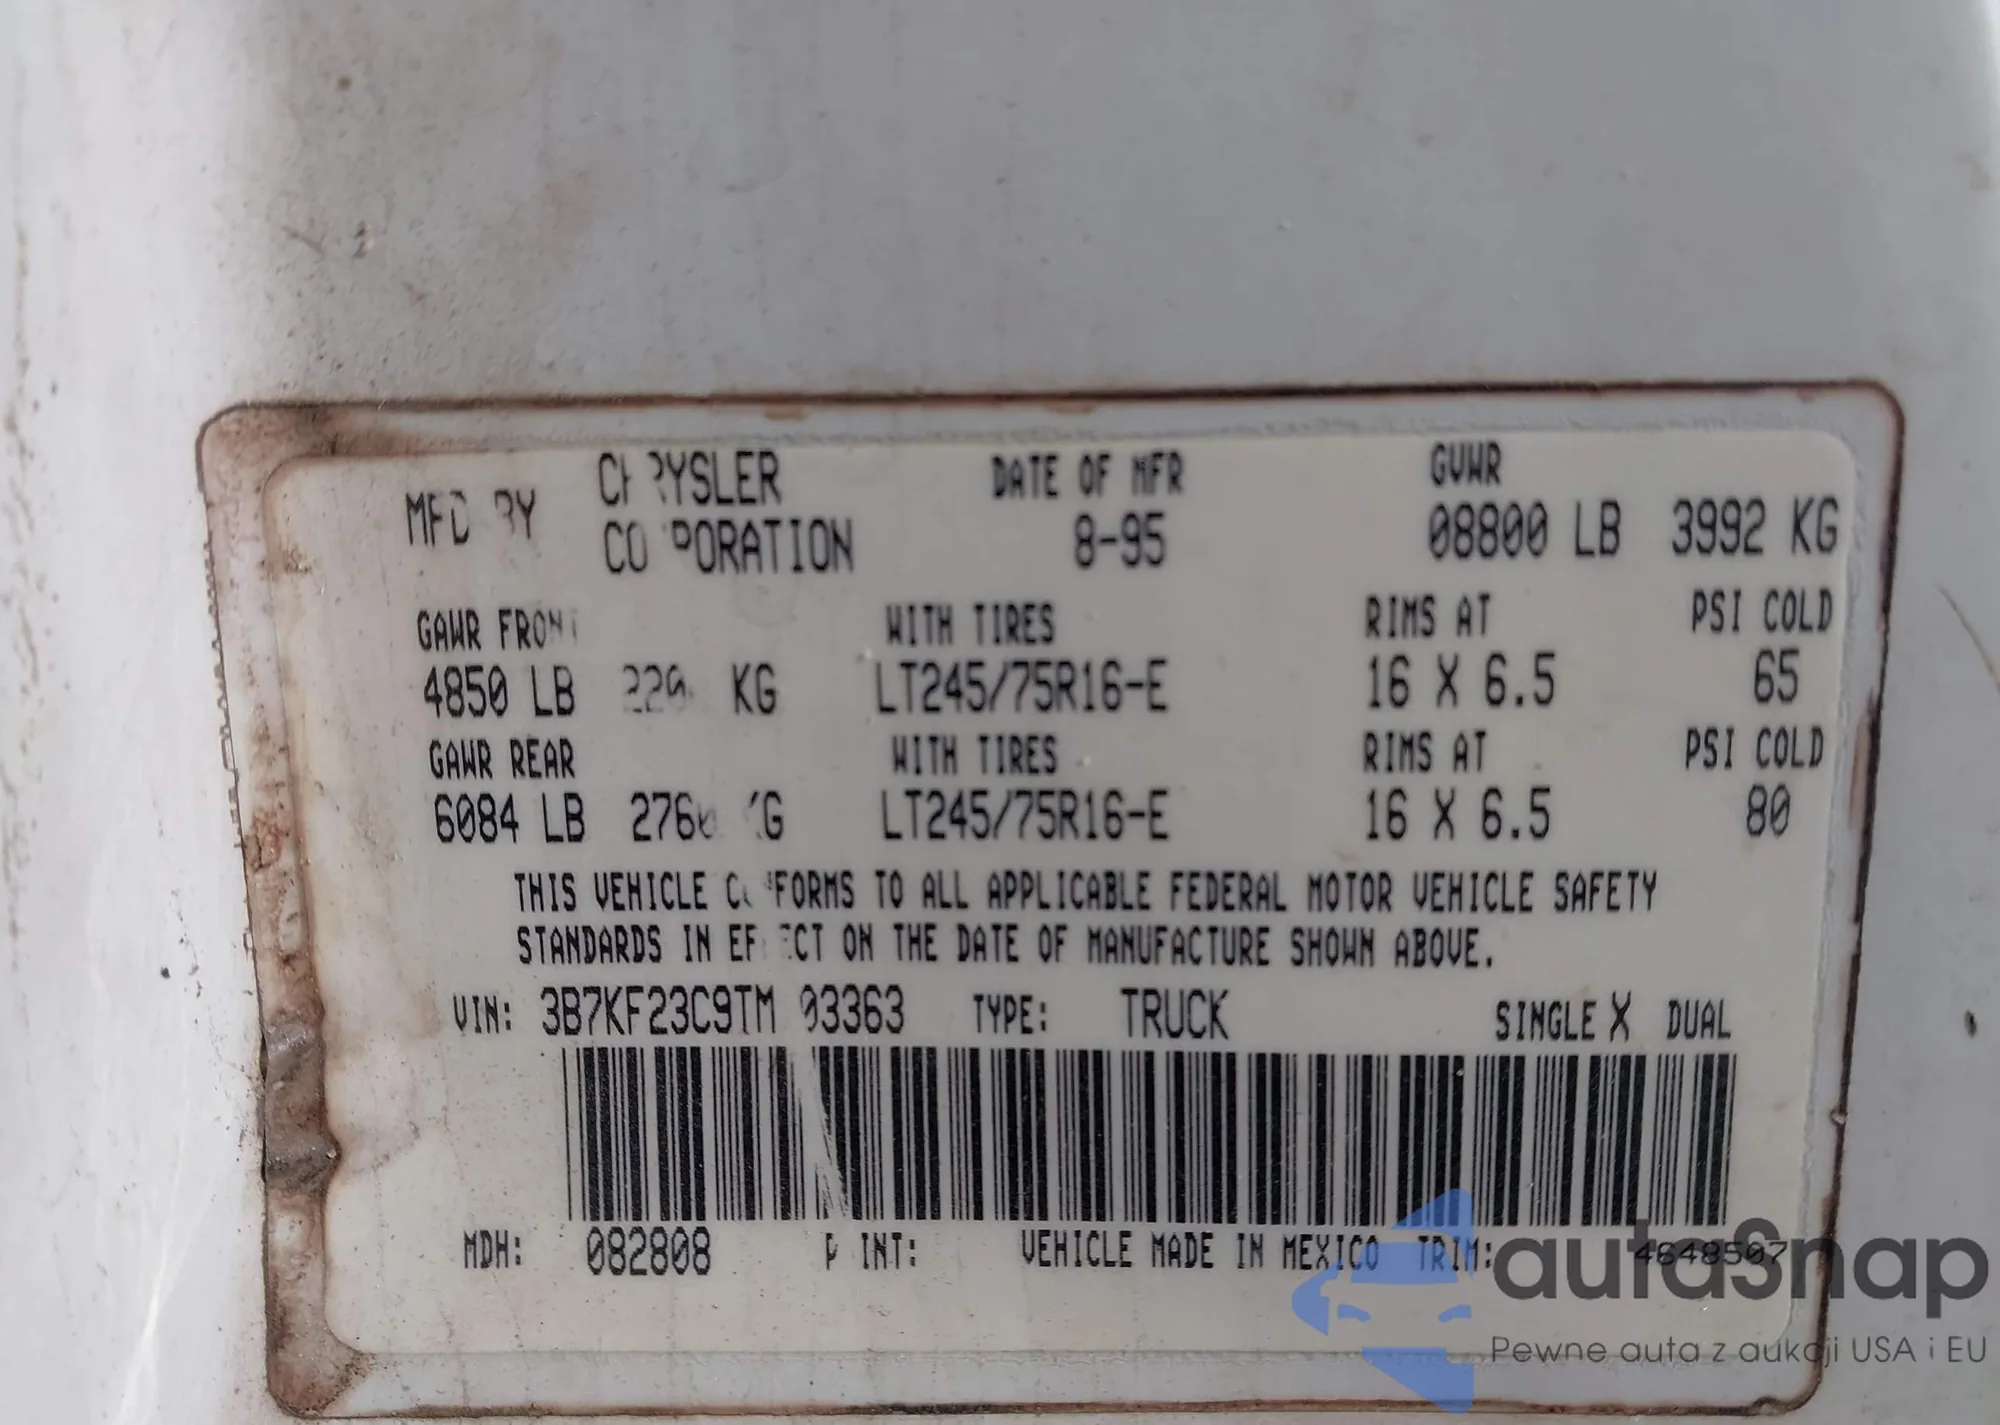 MFD BY CHRYSLER CORPORATION DATE OF MFR 8-95 GVWR 08800 LB 3992 KG
GAWR FRONT WITH TIRES RIMS AT PSI COLD
4850 LB KG LT245/75R16-E 16 X 6.5 65
GAWR REAR WITH TIRES RIMS AT PSI COLD
6084 LB KG LT245/75R16-E 16 X 6.5 80
THIS VEHICLE CONFORMS TO ALL APPLICABLE FEDERAL MOTOR VEHICLE SAFETY
STANDARDS IN EFFECT ON THE DATE OF MANUFACTURE SHOWN ABOVE.
VIN: TYPE: TRUCK SINGLE X DUAL
MDH: 082808 PAINT: VEHICLE MADE IN MEXICO TRIM: 4648507
autaSnap
Pewne auta z aukcji USA i EU